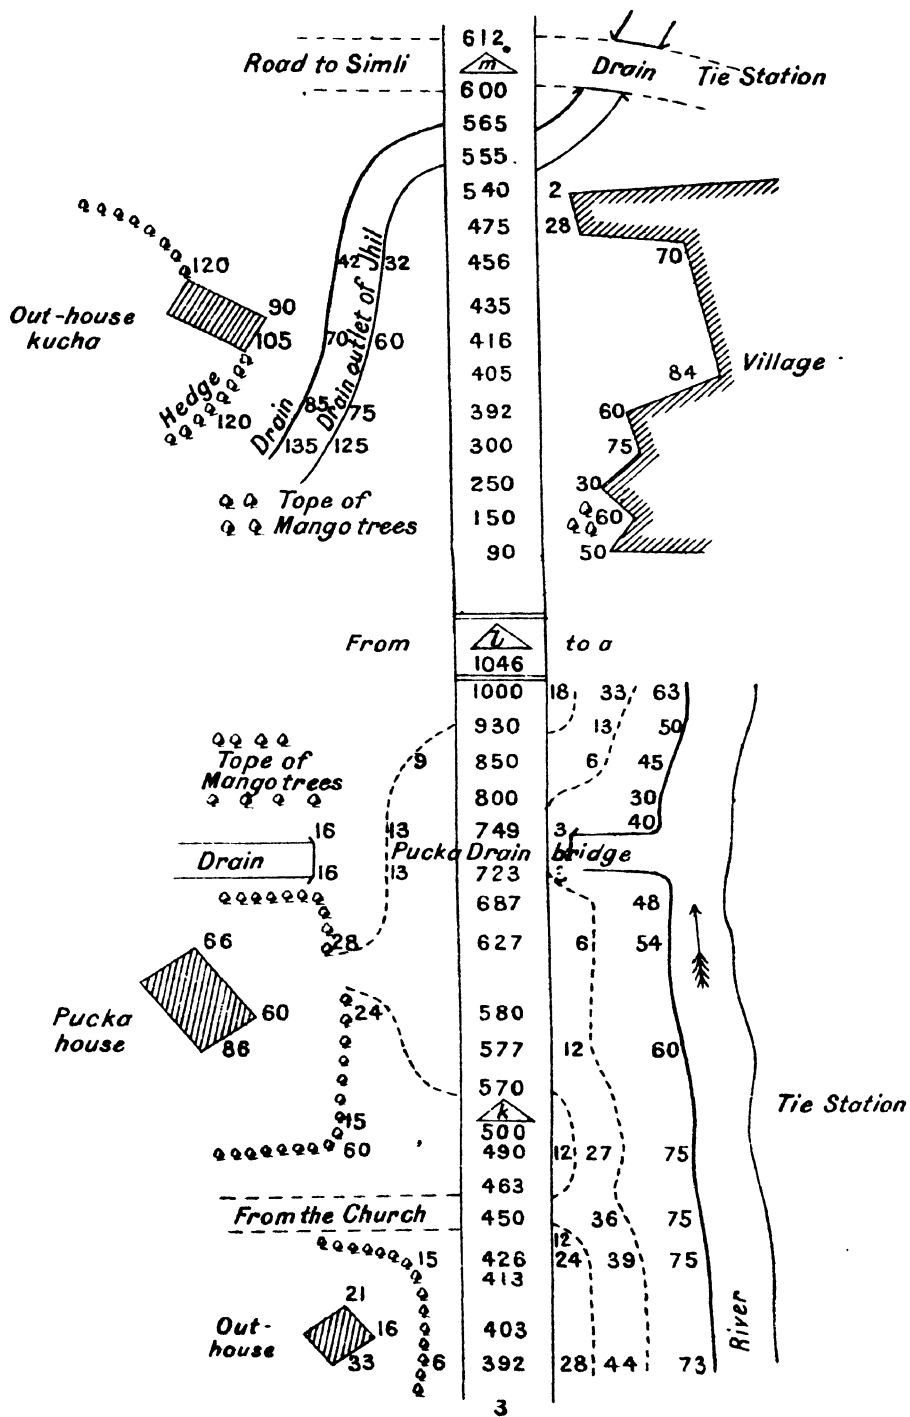 612
Road to Simli m Drain Tie Station
600
565
555
540 2
475 28
120 42 32 456 70
Out-house kucha 90 435
105 70 60 416
Drain outlet of Jhil
405 84 Village
Hedge 120 85 75 392 60
Drain 135 125 300 75
250 30
Tope of Mango trees 150 60
90 50
From l to a
1046
1000 18 33 63
930 13 50
Tope of Mango trees 9 850 6 45
800 30
40
16 13 749 3
Drain Pucka Drain bridge
16 13 723
687 48
66 28 627 6 54
Pucka house 60 24 580
86 577 12 60
570
k Tie Station
15 500
60 490 12 27 75
463
From the Church 450 36 75
12
15 426 24 39 75
413
21
Out-house 16 403 River
33 6 392 28 44 73
3